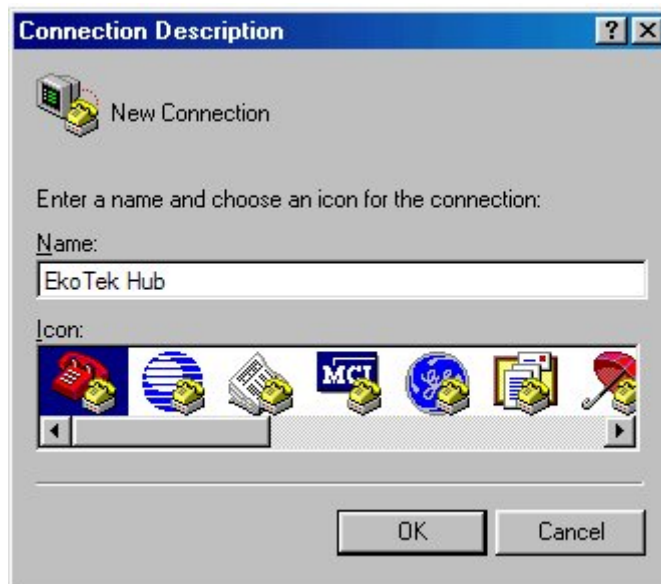 Connection Description
New Connection
Enter a name and choose an icon for the connection:
Name:
EkoTek Hub
Icon:
MCI
OK Cancel